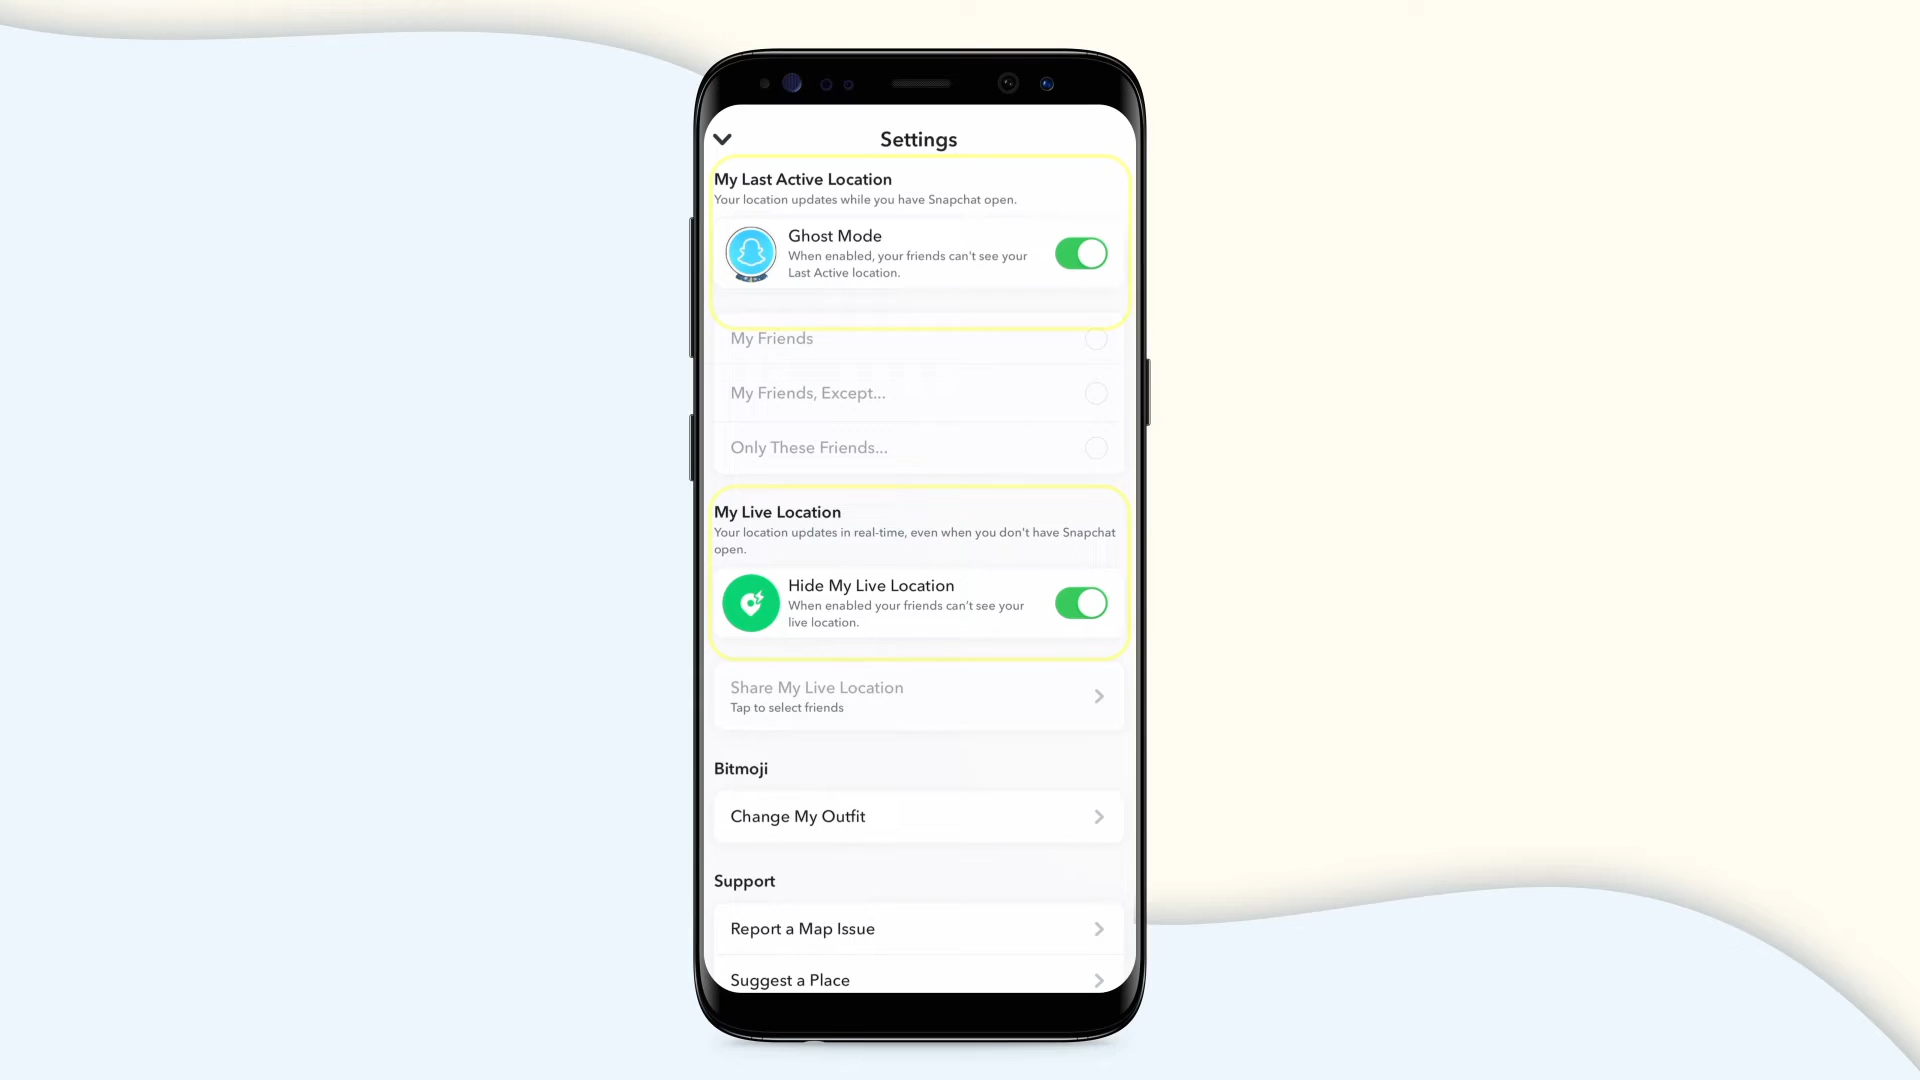 Settings
My Last Active Location
Your location updates while you have Snapchat open.
Ghost Mode
When enabled, your friends can't see your
Last Active location.
My Friends
My Friends, Except...
Only These Friends...
My Live Location
Your location updates in real-time, even when you don't have Snapchat
open.
Hide My Live Location
When enabled your friends can't see your
live location.
Share My Live Location
Tap to select friends
Bitmoji
Change My Outfit
Support
Report a Map Issue
Suggest a Place